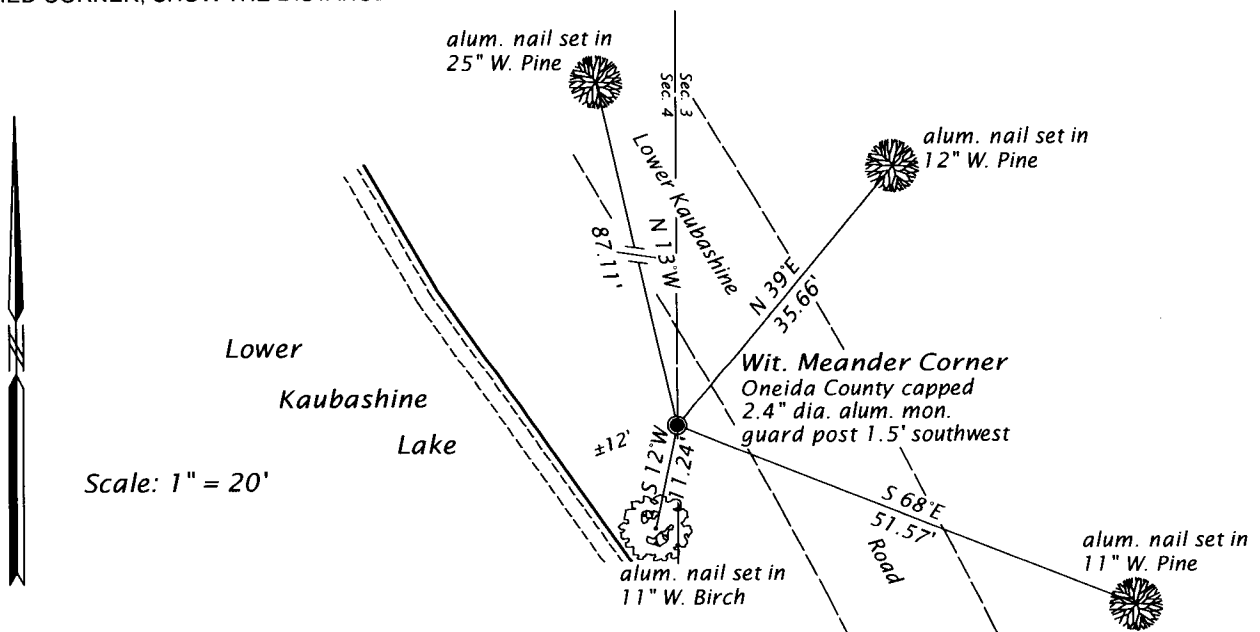 alum. nail set in
25" W. Pine
Sec. 4
Sec. 3
alum. nail set in
12" W. Pine
Lower Kaubashine
N 13°W
87.11'
N 39°E
35.66'
Lower
Kaubashine
Lake
Wit. Meander Corner
Oneida County capped
2.4" dia. alum. mon.
guard post 1.5' southwest
±12'
S 12°W
11.24'
Scale: 1" = 20'
S 68°E
51.57'
Road
alum. nail set in
11" W. Pine
alum. nail set in
11" W. Birch